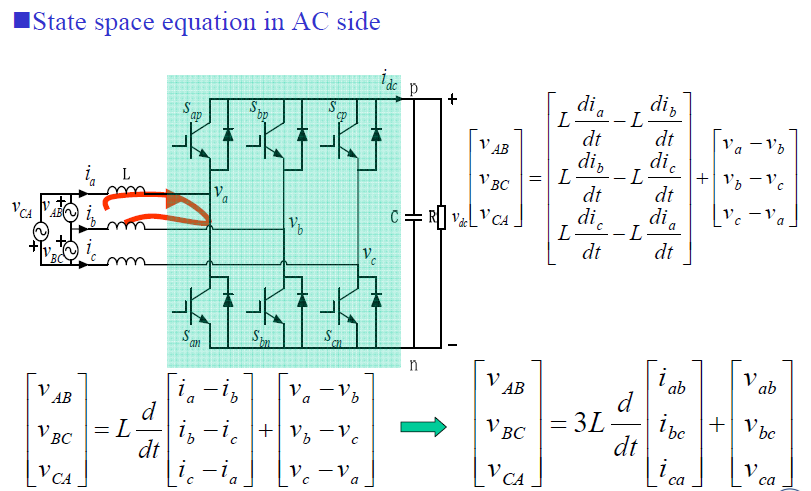 ■State space equation in AC side
i_dc p
S_ap S_bp S_cp
+
i_a L
v_a
v_CA v_AB + i_b
v_b
C R v_dc
+ v_BC + i_c
v_c
S_an S_bn S_cn
−
n
[v_AB v_BC v_CA] = [L di_a/dt − L di_b/dt L di_b/dt − L di_c/dt L di_c/dt − L di_a/dt] + [v_a − v_b v_b − v_c v_c − v_a]
[v_AB v_BC v_CA] = L d/dt [i_a − i_b i_b − i_c i_c − i_a] + [v_a − v_b v_b − v_c v_c − v_a]
[v_AB v_BC v_CA] = 3L d/dt [i_ab i_bc i_ca] + [v_ab v_bc v_ca]